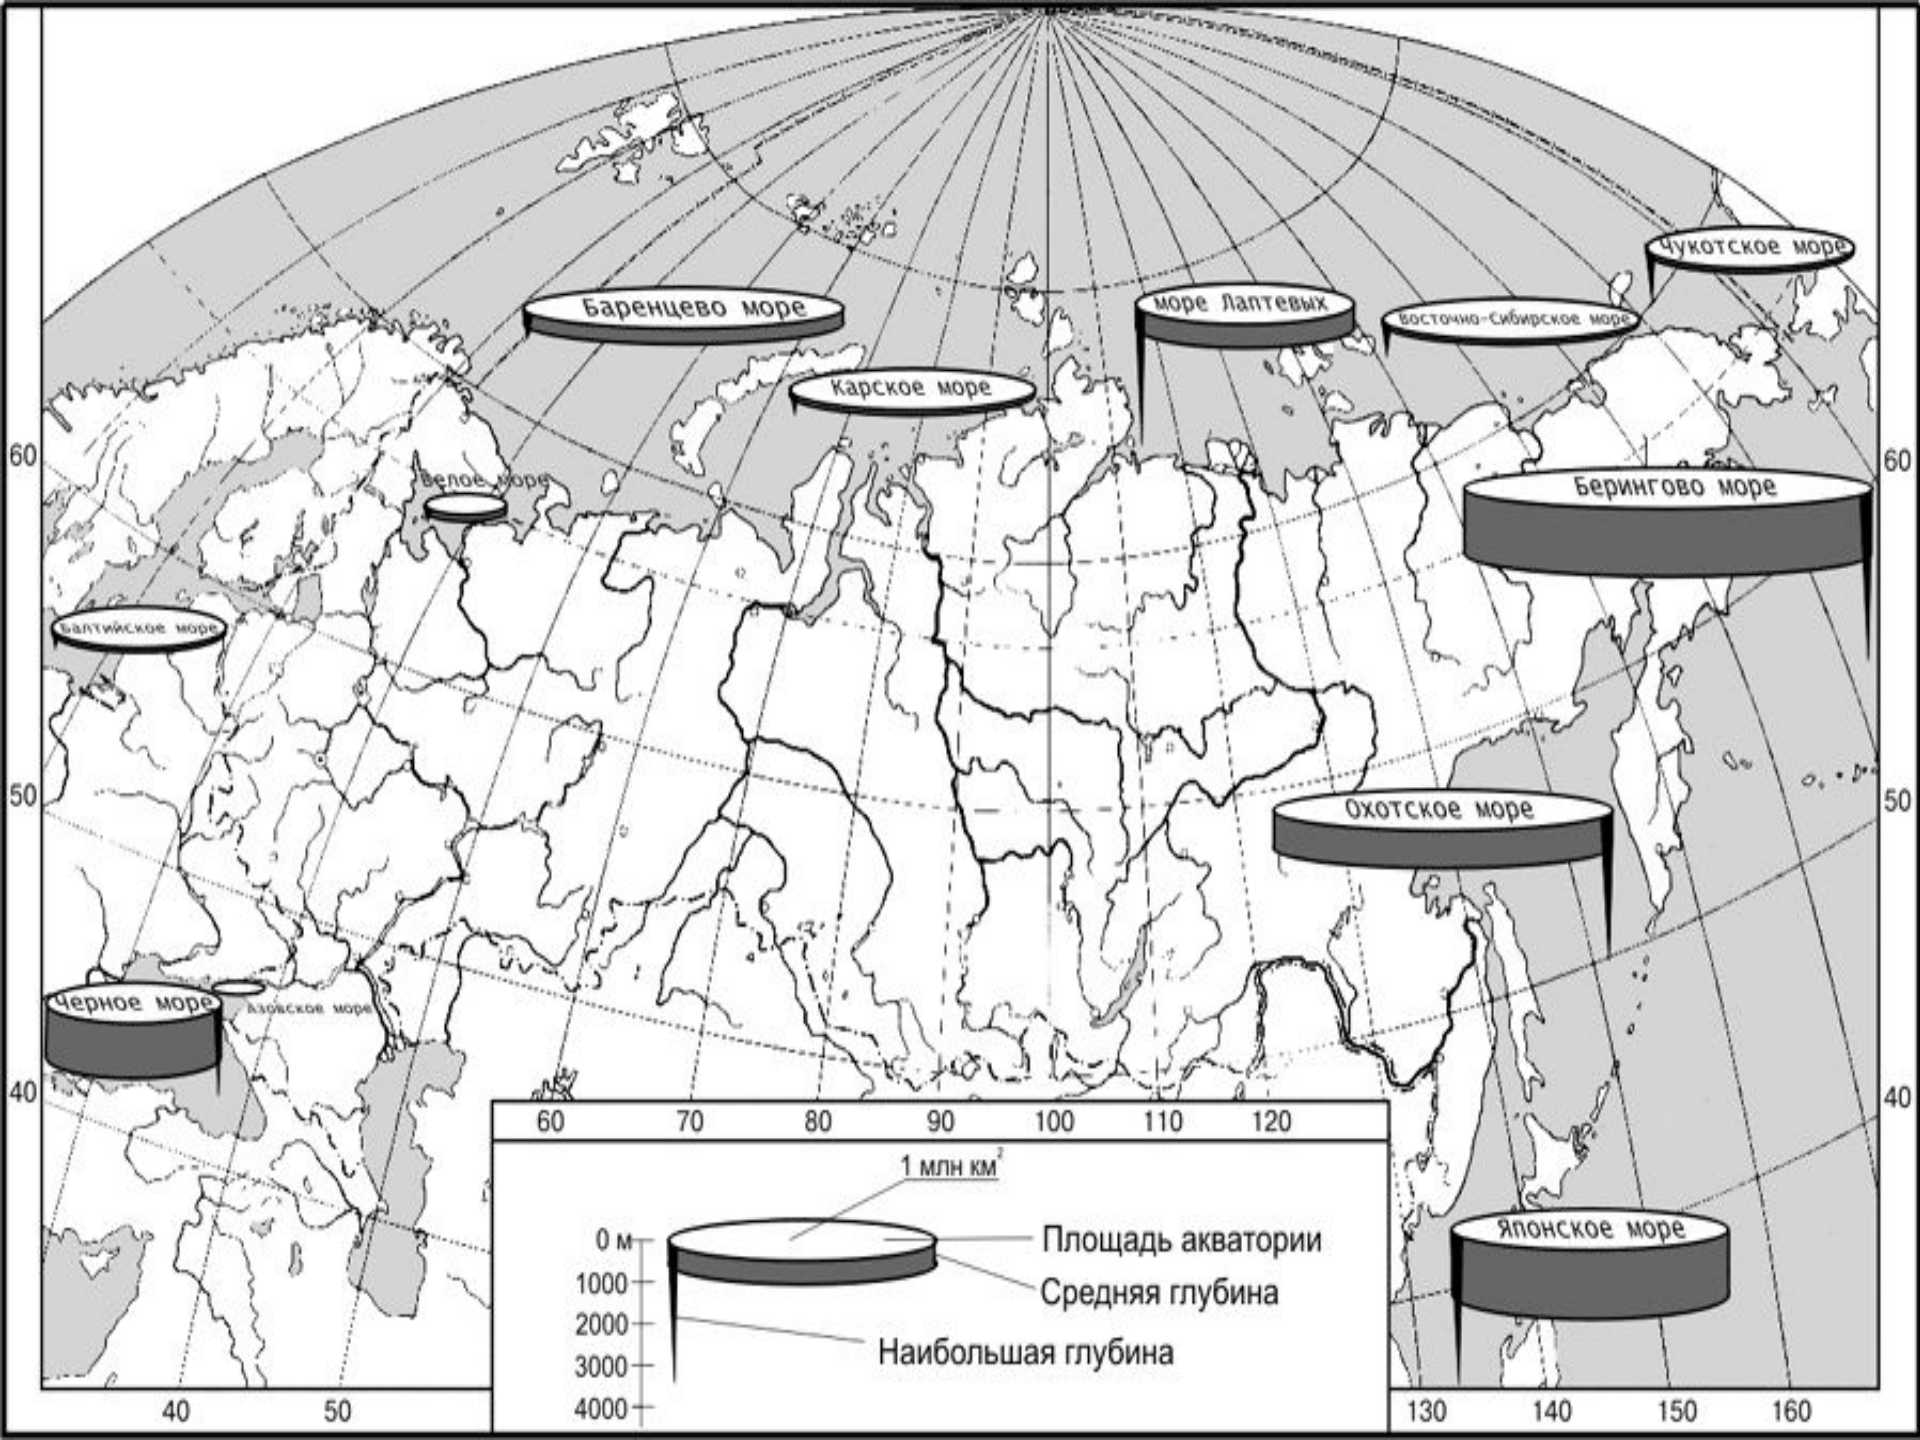 Чукотское море
Баренцево море
море Лаптевых
Восточно-Сибирское море
Карское море
60
60
Белое море
Берингово море
Балтийское море
50
50
Охотское море
Черное море
Азовское море
40
40
60 70 80 90 100 110 120
1 млн км²
Японское море
0 м
Площадь акватории
1000
Средняя глубина
2000
Наибольшая глубина
3000
4000
40 50
130 140 150 160